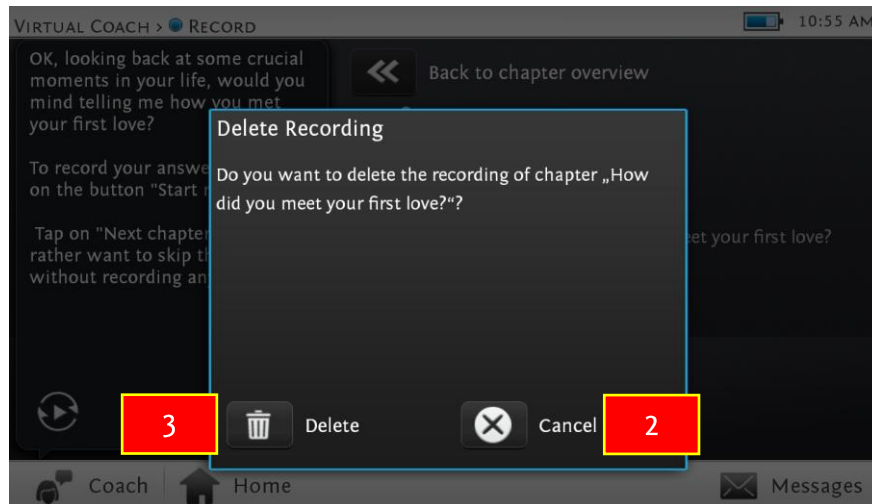 VIRTUAL COACH > RECORD
10:55 AM
OK, looking back at some crucial
moments in your life, would you
mind telling me how you met
your first love?
To record your answe
on the button "Start
Tap on "Next chapter
rather want to skip th
without recording an
Back to chapter overview
eet your first love?
Delete Recording
Do you want to delete the recording of chapter „How
did you meet your first love?“?
3
Delete
Cancel
2
Coach
Home
Messages